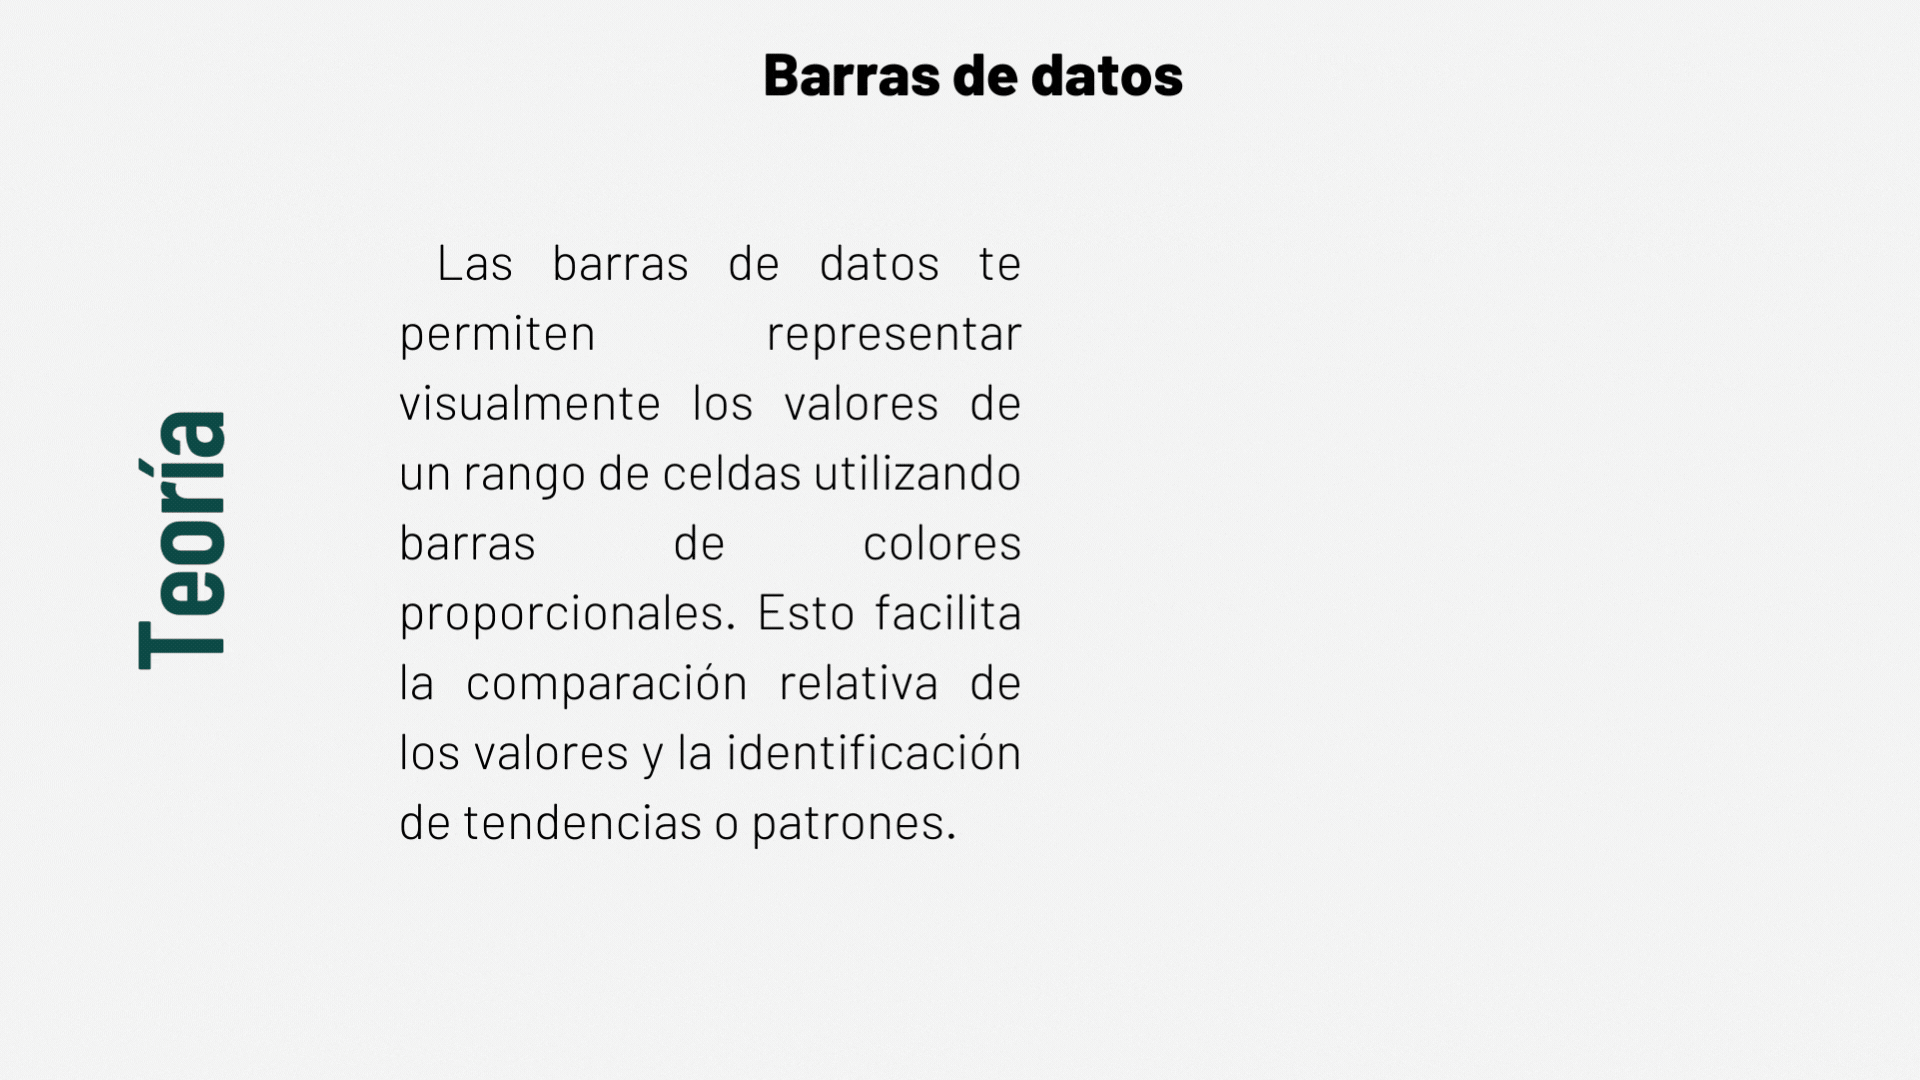 Barras de datos
Teoría
Las barras de datos te
permiten representar
visualmente los valores de
un rango de celdas utilizando
barras de colores
proporcionales. Esto facilita
la comparación relativa de
los valores y la identificación
de tendencias o patrones.